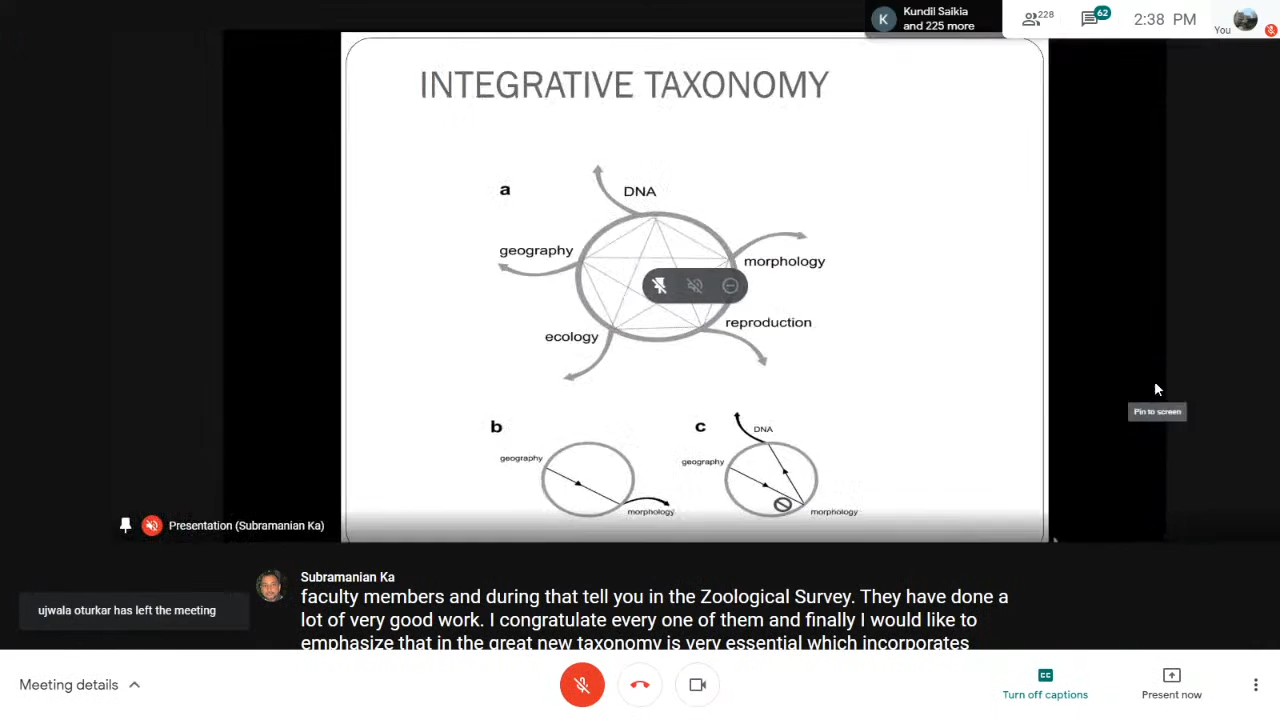 Kundil Saikia
and 225 more
K
228
62
2:38 PM
You
INTEGRATIVE TAXONOMY
a
DNA
geography
morphology
reproduction
ecology
b
geography
morphology
c
DNA
geography
morphology
Pin to screen
Presentation (Subramanian Ka)
Subramanian Ka
faculty members and during that tell you in the Zoological Survey. They have done a
lot of very good work. I congratulate every one of them and finally I would like to
emphasize that in the great new taxonomy is very essential which incorporates
ujwala oturkar has left the meeting
Meeting details
CC
Turn off captions
Present now